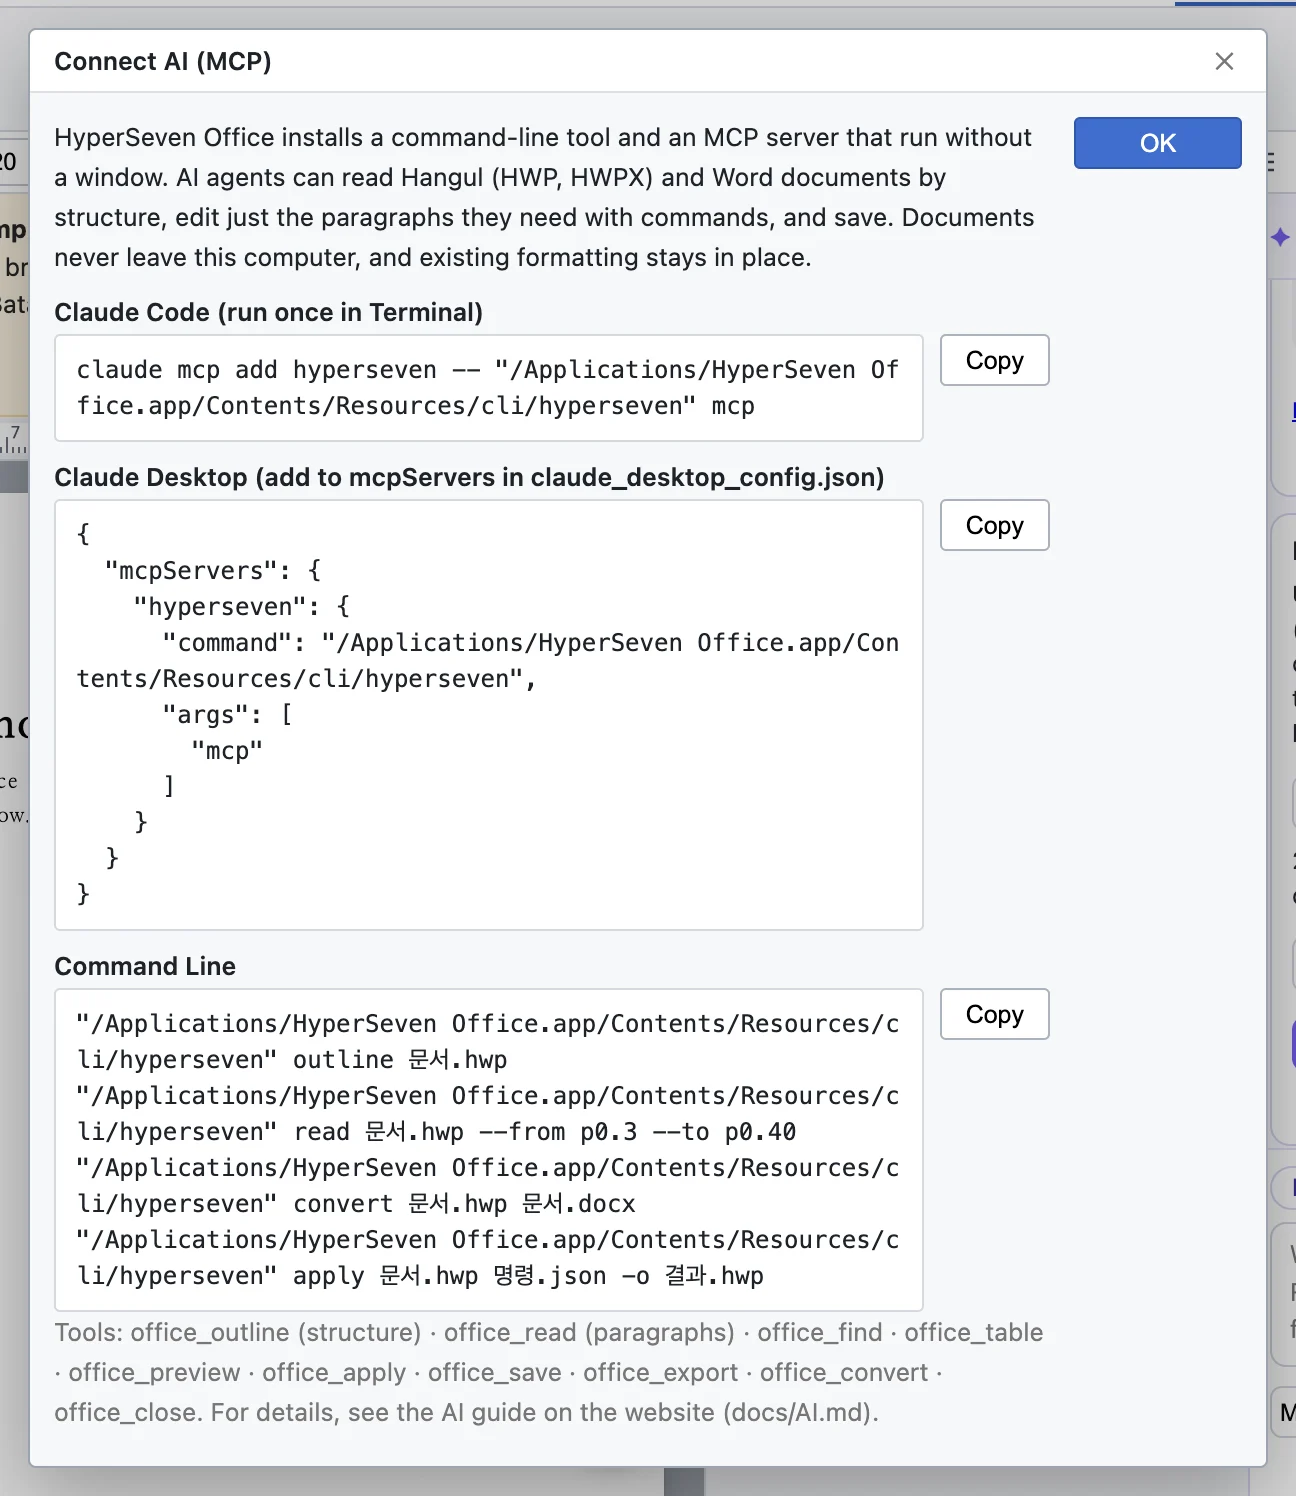 Connect AI (MCP)
HyperSeven Office installs a command-line tool and an MCP server that run without
a window. AI agents can read Hangul (HWP, HWPX) and Word documents by
structure, edit just the paragraphs they need with commands, and save. Documents
never leave this computer, and existing formatting stays in place.
OK
Claude Code (run once in Terminal)
claude mcp add hyperseven -- "/Applications/HyperSeven Of
fice.app/Contents/Resources/cli/hyperseven" mcp
Copy
Claude Desktop (add to mcpServers in claude_desktop_config.json)
{
  "mcpServers": {
    "hyperseven": {
      "command": "/Applications/HyperSeven Office.app/Con
tents/Resources/cli/hyperseven",
      "args": [
        "mcp"
      ]
    }
  }
}
Copy
Command Line
"/Applications/HyperSeven Office.app/Contents/Resources/c
li/hyperseven" outline 문서.hwp
"/Applications/HyperSeven Office.app/Contents/Resources/c
li/hyperseven" read 문서.hwp --from p0.3 --to p0.40
"/Applications/HyperSeven Office.app/Contents/Resources/c
li/hyperseven" convert 문서.hwp 문서.docx
"/Applications/HyperSeven Office.app/Contents/Resources/c
li/hyperseven" apply 문서.hwp 명령.json -o 결과.hwp
Copy
Tools: office_outline (structure) · office_read (paragraphs) · office_find · office_table
· office_preview · office_apply · office_save · office_export · office_convert ·
office_close. For details, see the AI guide on the website (docs/AI.md).